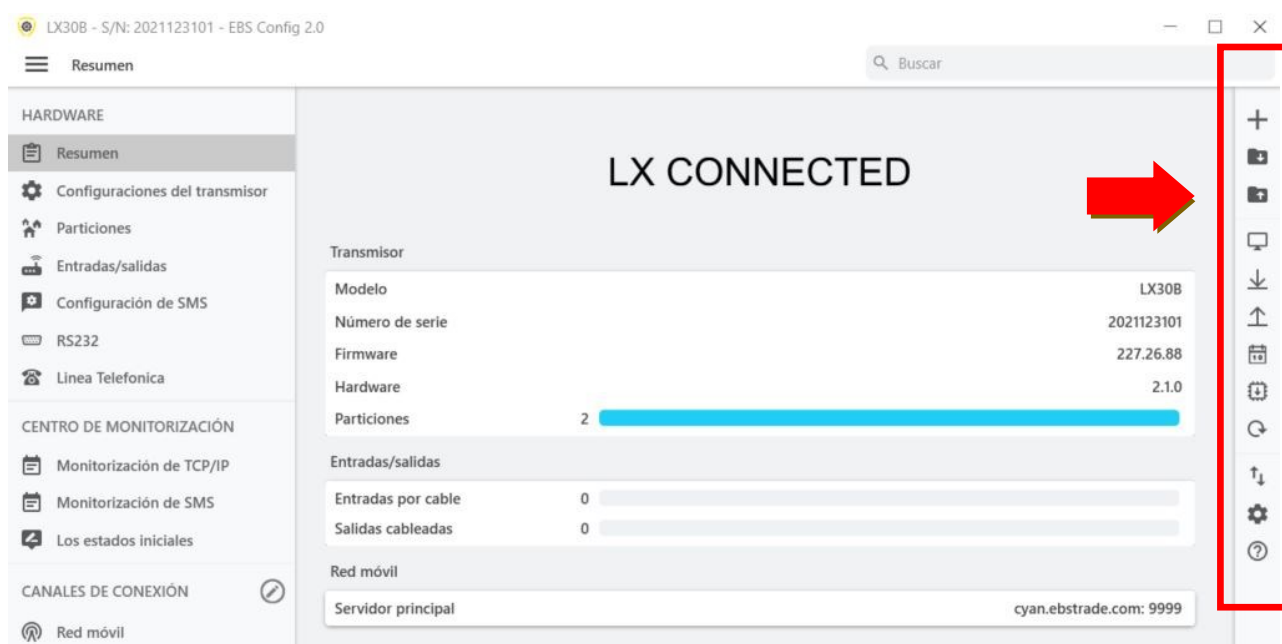 LX30B - S/N: 2021123101 - EBS Config 2.0
Resumen
Buscar
HARDWARE
Resumen
Configuraciones del transmisor
Particiones
Entradas/salidas
Configuración de SMS
RS232
Linea Telefonica
CENTRO DE MONITORIZACIÓN
Monitorización de TCP/IP
Monitorización de SMS
Los estados iniciales
CANALES DE CONEXIÓN
Red móvil
LX CONNECTED
Transmisor
Modelo LX30B
Número de serie 2021123101
Firmware 227.26.88
Hardware 2.1.0
Particiones 2
Entradas/salidas
Entradas por cable 0
Salidas cableadas 0
Red móvil
Servidor principal cyan.ebstrade.com: 9999